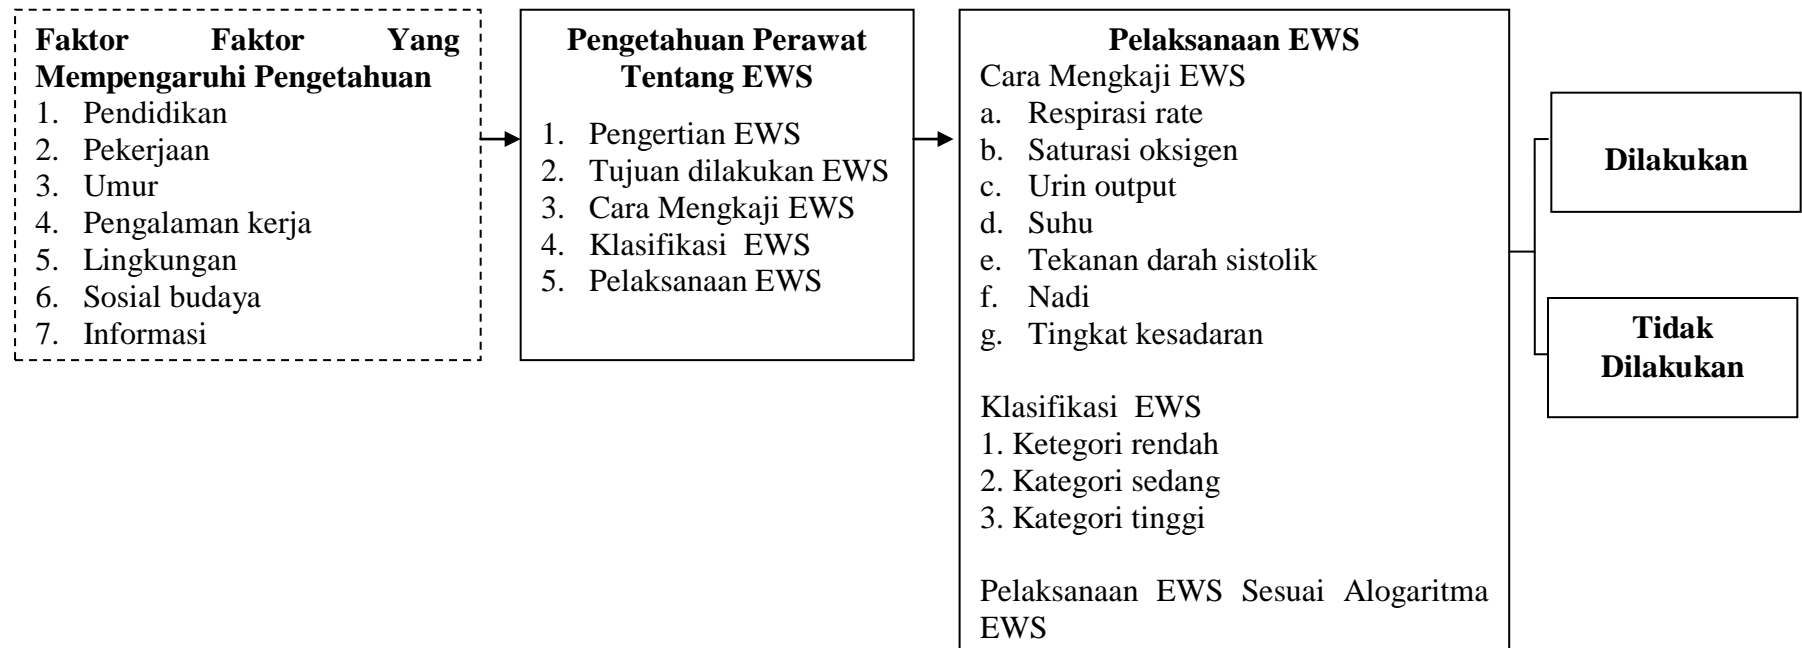 Faktor Faktor Yang
Mempengaruhi Pengetahuan
1. Pendidikan
2. Pekerjaan
3. Umur
4. Pengalaman kerja
5. Lingkungan
6. Sosial budaya
7. Informasi
Pengetahuan Perawat
Tentang EWS
1. Pengertian EWS
2. Tujuan dilakukan EWS
3. Cara Mengkaji EWS
4. Klasifikasi EWS
5. Pelaksanaan EWS
Pelaksanaan EWS
Cara Mengkaji EWS
a. Respirasi rate
b. Saturasi oksigen
c. Urin output
d. Suhu
e. Tekanan darah sistolik
f. Nadi
g. Tingkat kesadaran
Klasifikasi EWS
1. Ketegori rendah
2. Kategori sedang
3. Kategori tinggi
Pelaksanaan EWS Sesuai Alogaritma
EWS
Dilakukan
Tidak
Dilakukan